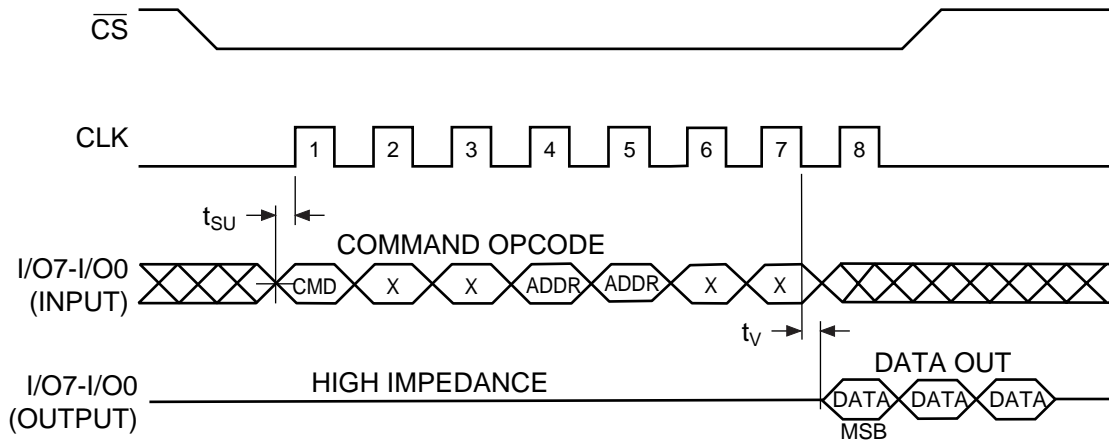 CS
CLK
1 2 3 4 5 6 7 8
tSU
COMMAND OPCODE
I/O7-I/O0
(INPUT)
CMD X X ADDR ADDR X X
tV
DATA OUT
I/O7-I/O0
(OUTPUT)
HIGH IMPEDANCE
DATA DATA DATA
MSB